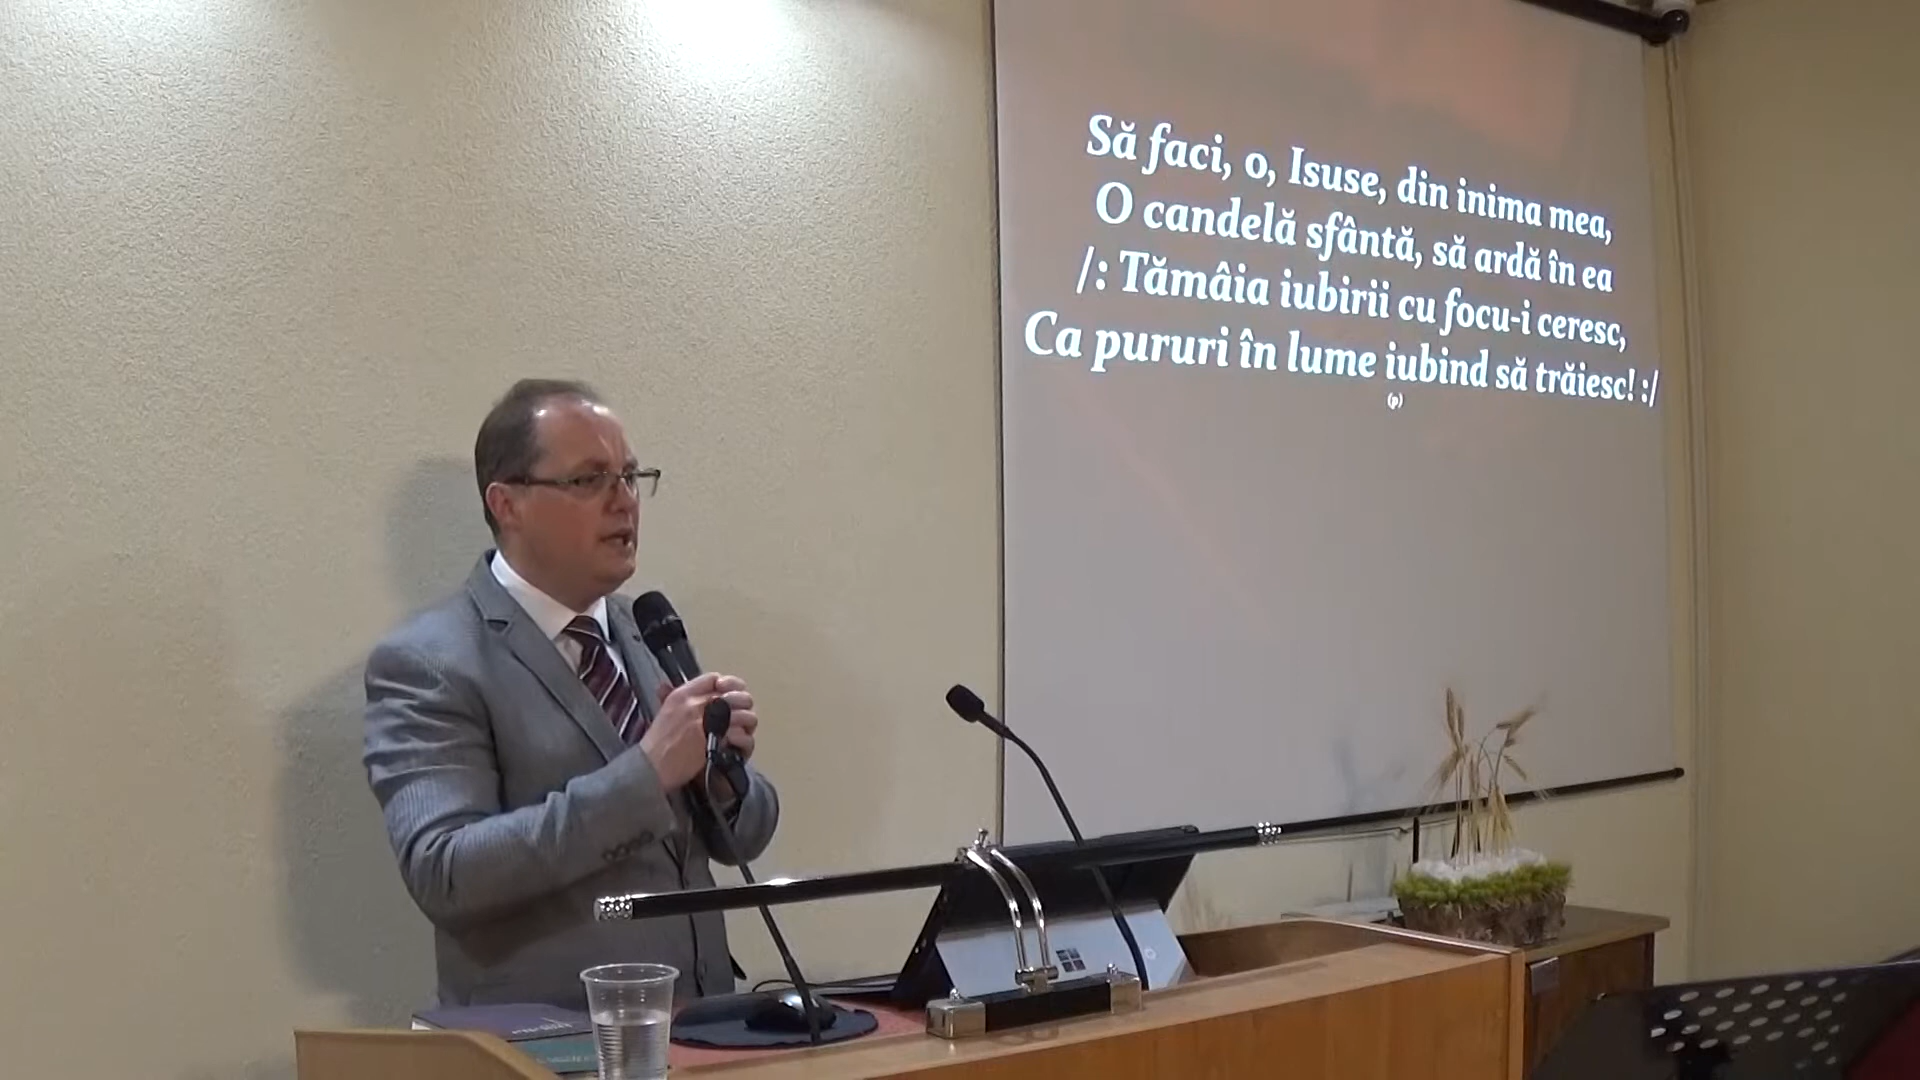 Să faci, o, Isuse, din inima mea,
O candelă sfântă, să ardă în ea
/: Tămâia iubirii cu focu-i ceresc,
Ca pururi în lume iubind să trăiesc! :/
(p)